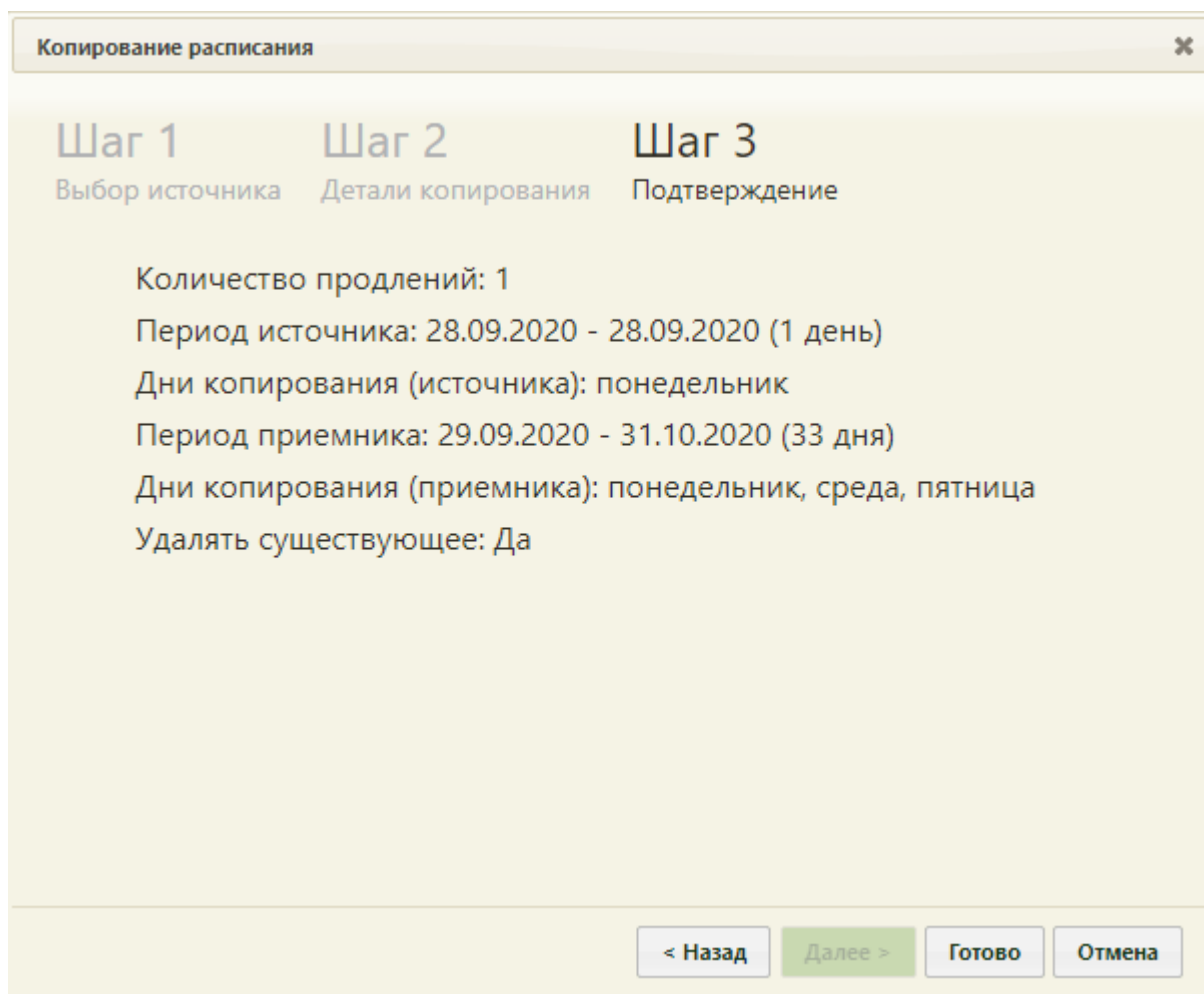 Копирование расписания
Шаг 1 Шаг 2 Шаг 3
Выбор источника Детали копирования Подтверждение
Количество продлений: 1
Период источника: 28.09.2020 - 28.09.2020 (1 день)
Дни копирования (источника): понедельник
Период приемника: 29.09.2020 - 31.10.2020 (33 дня)
Дни копирования (приемника): понедельник, среда, пятница
Удалять существующее: Да
< Назад Далее > Готово Отмена